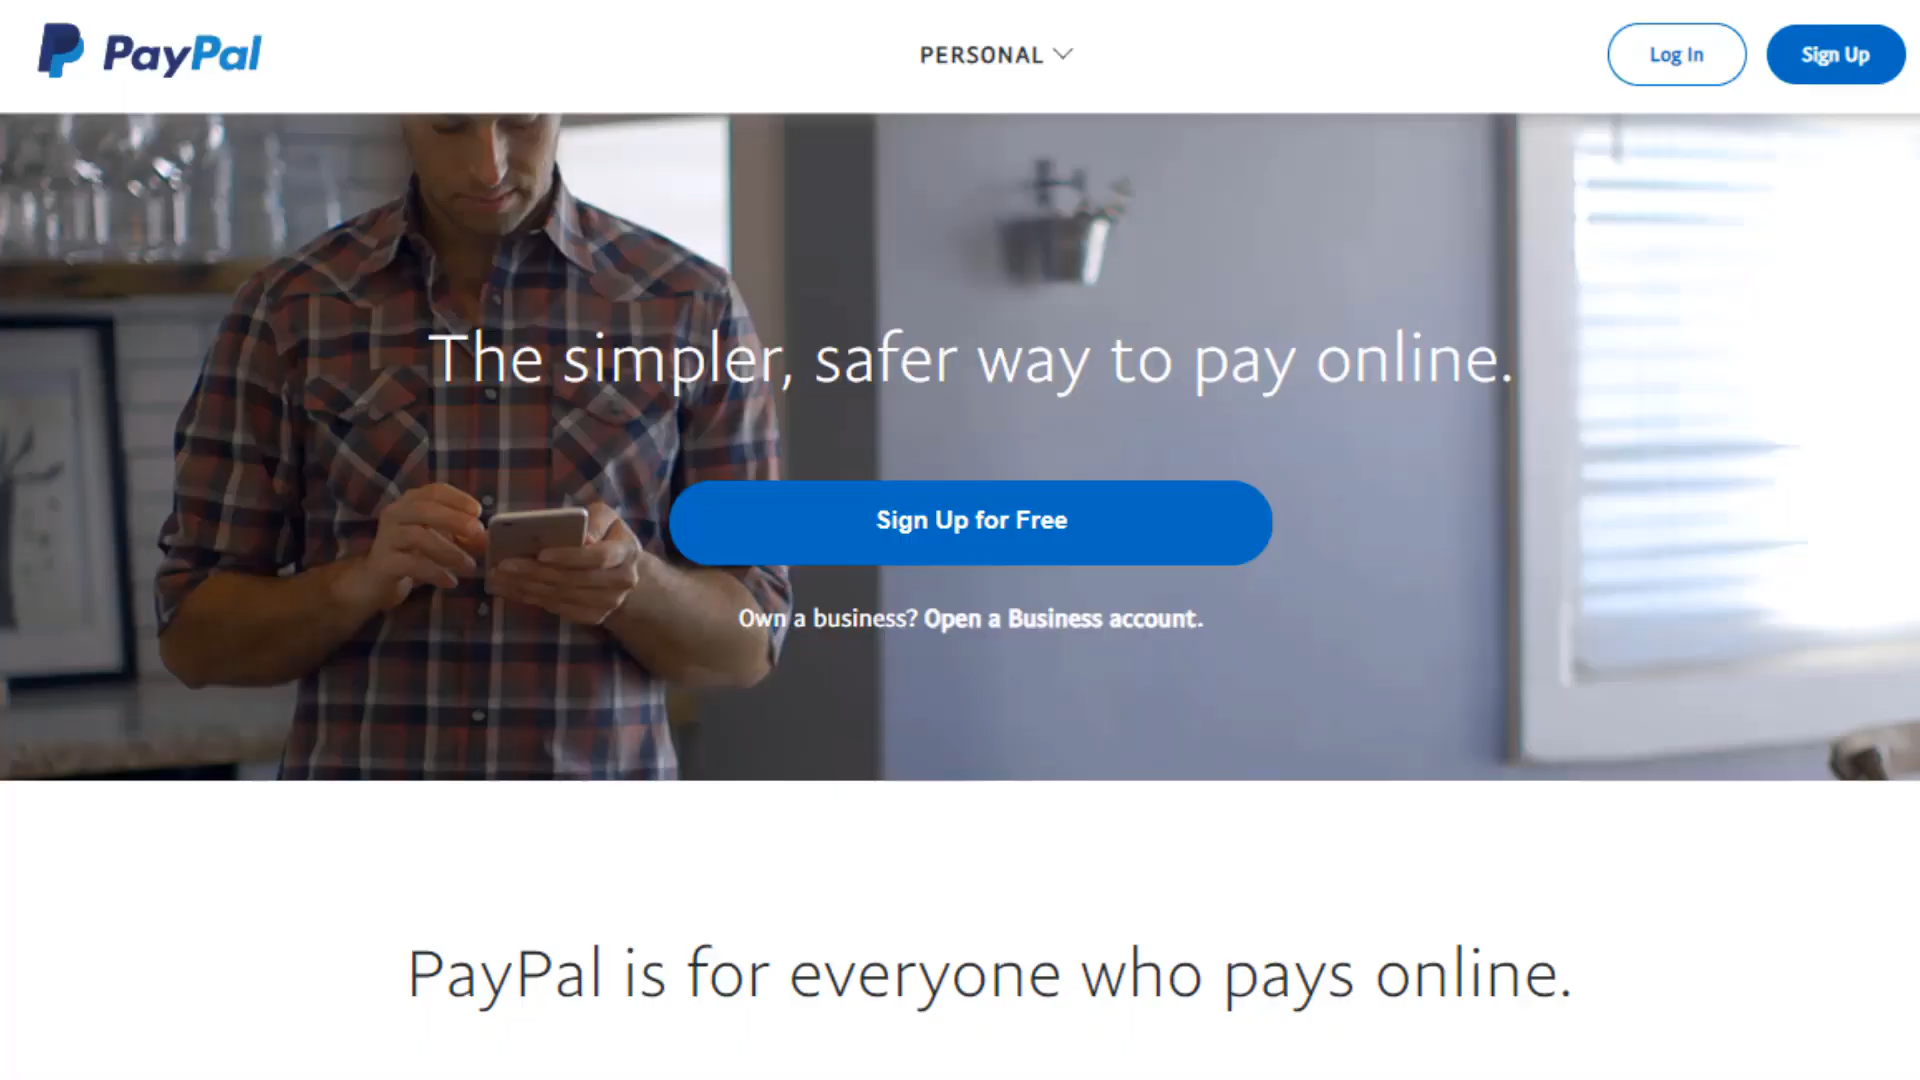 PayPal
PERSONAL
Log In
Sign Up
The simpler, safer way to pay online.
Sign Up for Free
Own a business? Open a Business account.
PayPal is for everyone who pays online.